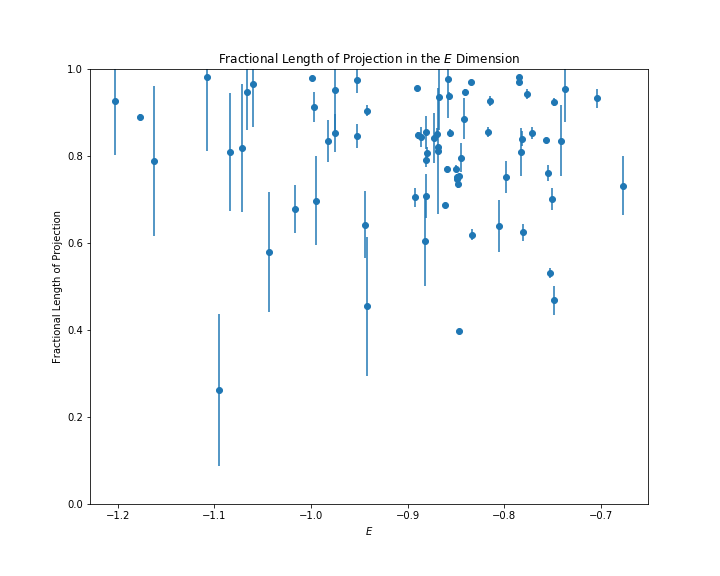 Fractional Length of Projection in the E Dimension
1.0
0.8
0.6
0.4
0.2
0.0
Fractional Length of Projection
−1.2 −1.1 −1.0 −0.9 −0.8 −0.7
E